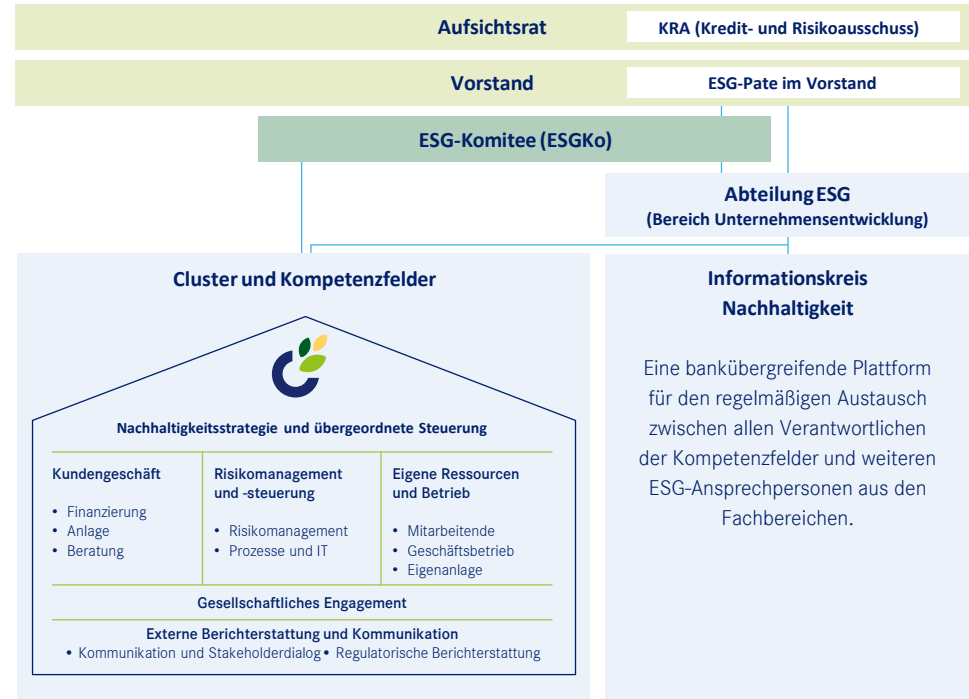 Aufsichtsrat
KRA (Kredit- und Risikoausschuss)
Vorstand
ESG-Pate im Vorstand
ESG-Komitee (ESGKo)
Abteilung ESG
(Bereich Unternehmensentwicklung)
Cluster und Kompetenzfelder
Nachhaltigkeitsstrategie und übergeordnete Steuerung
Kundengeschäft
• Finanzierung
• Anlage
• Beratung
Risikomanagement
und -steuerung
• Risikomanagement
• Prozesse und IT
Eigene Ressourcen
und Betrieb
• Mitarbeitende
• Geschäftsbetrieb
• Eigenanlage
Gesellschaftliches Engagement
Externe Berichterstattung und Kommunikation
• Kommunikation und Stakeholderdialog • Regulatorische Berichterstattung
Informationskreis
Nachhaltigkeit
Eine bankübergreifende Plattform
für den regelmäßigen Austausch
zwischen allen Verantwortlichen
der Kompetenzfelder und weiteren
ESG-Ansprechpersonen aus den
Fachbereichen.